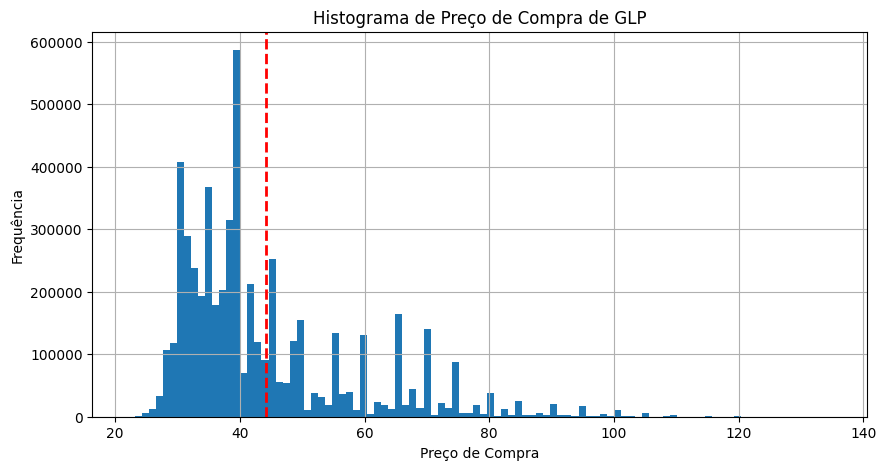 Histograma de Preço de Compra de GLP
600000
500000
400000
300000
200000
100000
0
Frequência
20 40 60 80 100 120 140
Preço de Compra